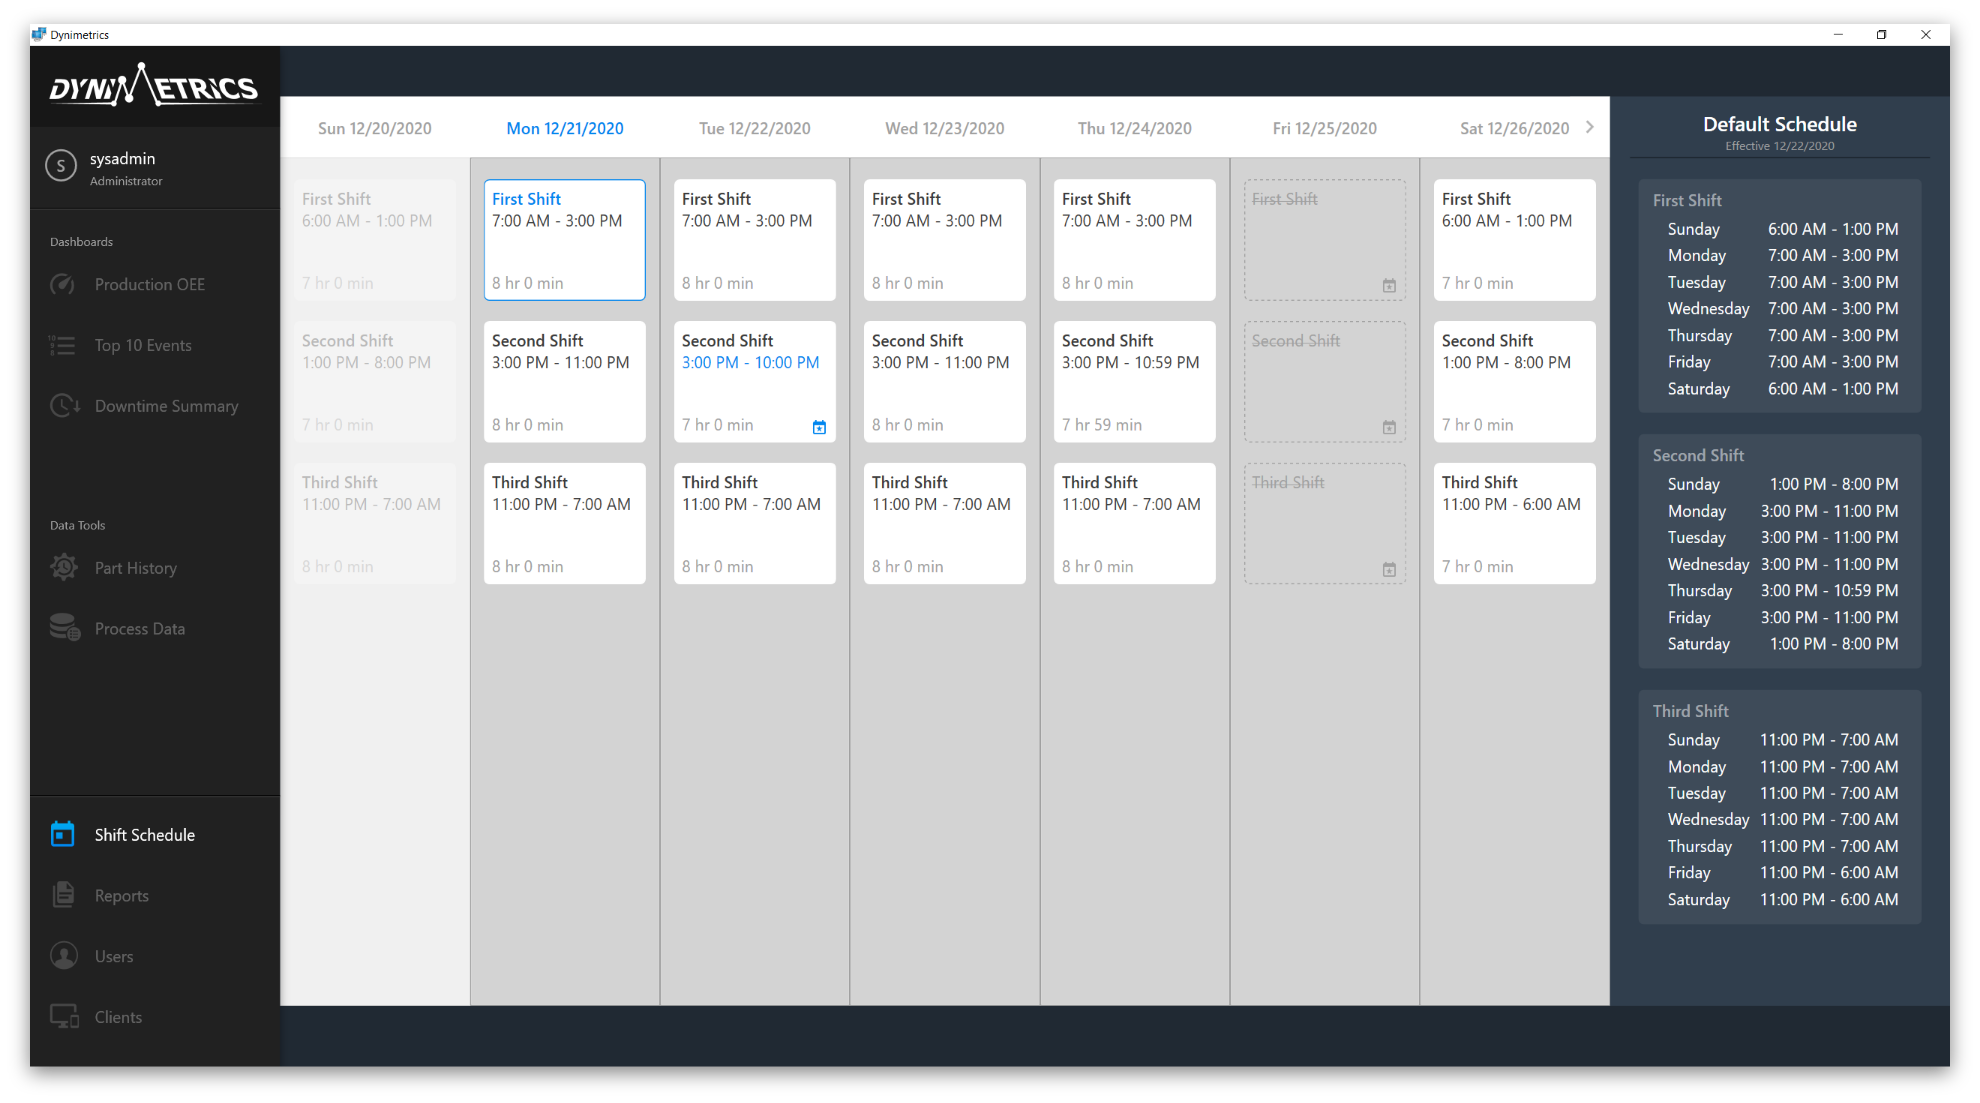 Dynimetrics
DYNIMETRICS
S
sysadmin
Administrator
Dashboards
Production OEE
Top 10 Events
Downtime Summary
Data Tools
Part History
Process Data
Shift Schedule
Reports
Users
Clients
Sun 12/20/2020
Mon 12/21/2020
Tue 12/22/2020
Wed 12/23/2020
Thu 12/24/2020
Fri 12/25/2020
Sat 12/26/2020
First Shift
6:00 AM - 1:00 PM
7 hr 0 min
Second Shift
1:00 PM - 8:00 PM
7 hr 0 min
Third Shift
11:00 PM - 7:00 AM
8 hr 0 min
First Shift
7:00 AM - 3:00 PM
8 hr 0 min
Second Shift
3:00 PM - 11:00 PM
8 hr 0 min
Third Shift
11:00 PM - 7:00 AM
8 hr 0 min
First Shift
7:00 AM - 3:00 PM
8 hr 0 min
Second Shift
3:00 PM - 10:00 PM
7 hr 0 min
Third Shift
11:00 PM - 7:00 AM
8 hr 0 min
First Shift
7:00 AM - 3:00 PM
8 hr 0 min
Second Shift
3:00 PM - 11:00 PM
8 hr 0 min
Third Shift
11:00 PM - 7:00 AM
8 hr 0 min
First Shift
7:00 AM - 3:00 PM
8 hr 0 min
Second Shift
3:00 PM - 10:59 PM
7 hr 59 min
Third Shift
11:00 PM - 7:00 AM
8 hr 0 min
First Shift
Second Shift
Third Shift
First Shift
6:00 AM - 1:00 PM
7 hr 0 min
Second Shift
1:00 PM - 8:00 PM
7 hr 0 min
Third Shift
11:00 PM - 6:00 AM
7 hr 0 min
Default Schedule
Effective 12/22/2020
First Shift
Sunday 6:00 AM - 1:00 PM
Monday 7:00 AM - 3:00 PM
Tuesday 7:00 AM - 3:00 PM
Wednesday 7:00 AM - 3:00 PM
Thursday 7:00 AM - 3:00 PM
Friday 7:00 AM - 3:00 PM
Saturday 6:00 AM - 1:00 PM
Second Shift
Sunday 1:00 PM - 8:00 PM
Monday 3:00 PM - 11:00 PM
Tuesday 3:00 PM - 11:00 PM
Wednesday 3:00 PM - 11:00 PM
Thursday 3:00 PM - 10:59 PM
Friday 3:00 PM - 11:00 PM
Saturday 1:00 PM - 8:00 PM
Third Shift
Sunday 11:00 PM - 7:00 AM
Monday 11:00 PM - 7:00 AM
Tuesday 11:00 PM - 7:00 AM
Wednesday 11:00 PM - 7:00 AM
Thursday 11:00 PM - 7:00 AM
Friday 11:00 PM - 6:00 AM
Saturday 11:00 PM - 6:00 AM